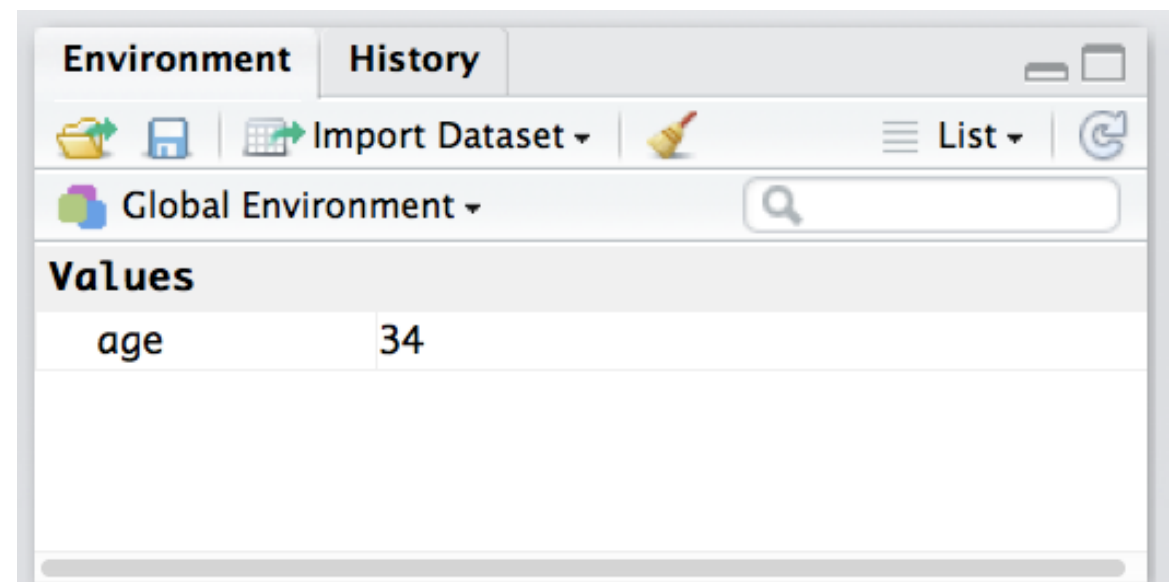 Environment History
Import Dataset List
Global Environment
Values
age 34